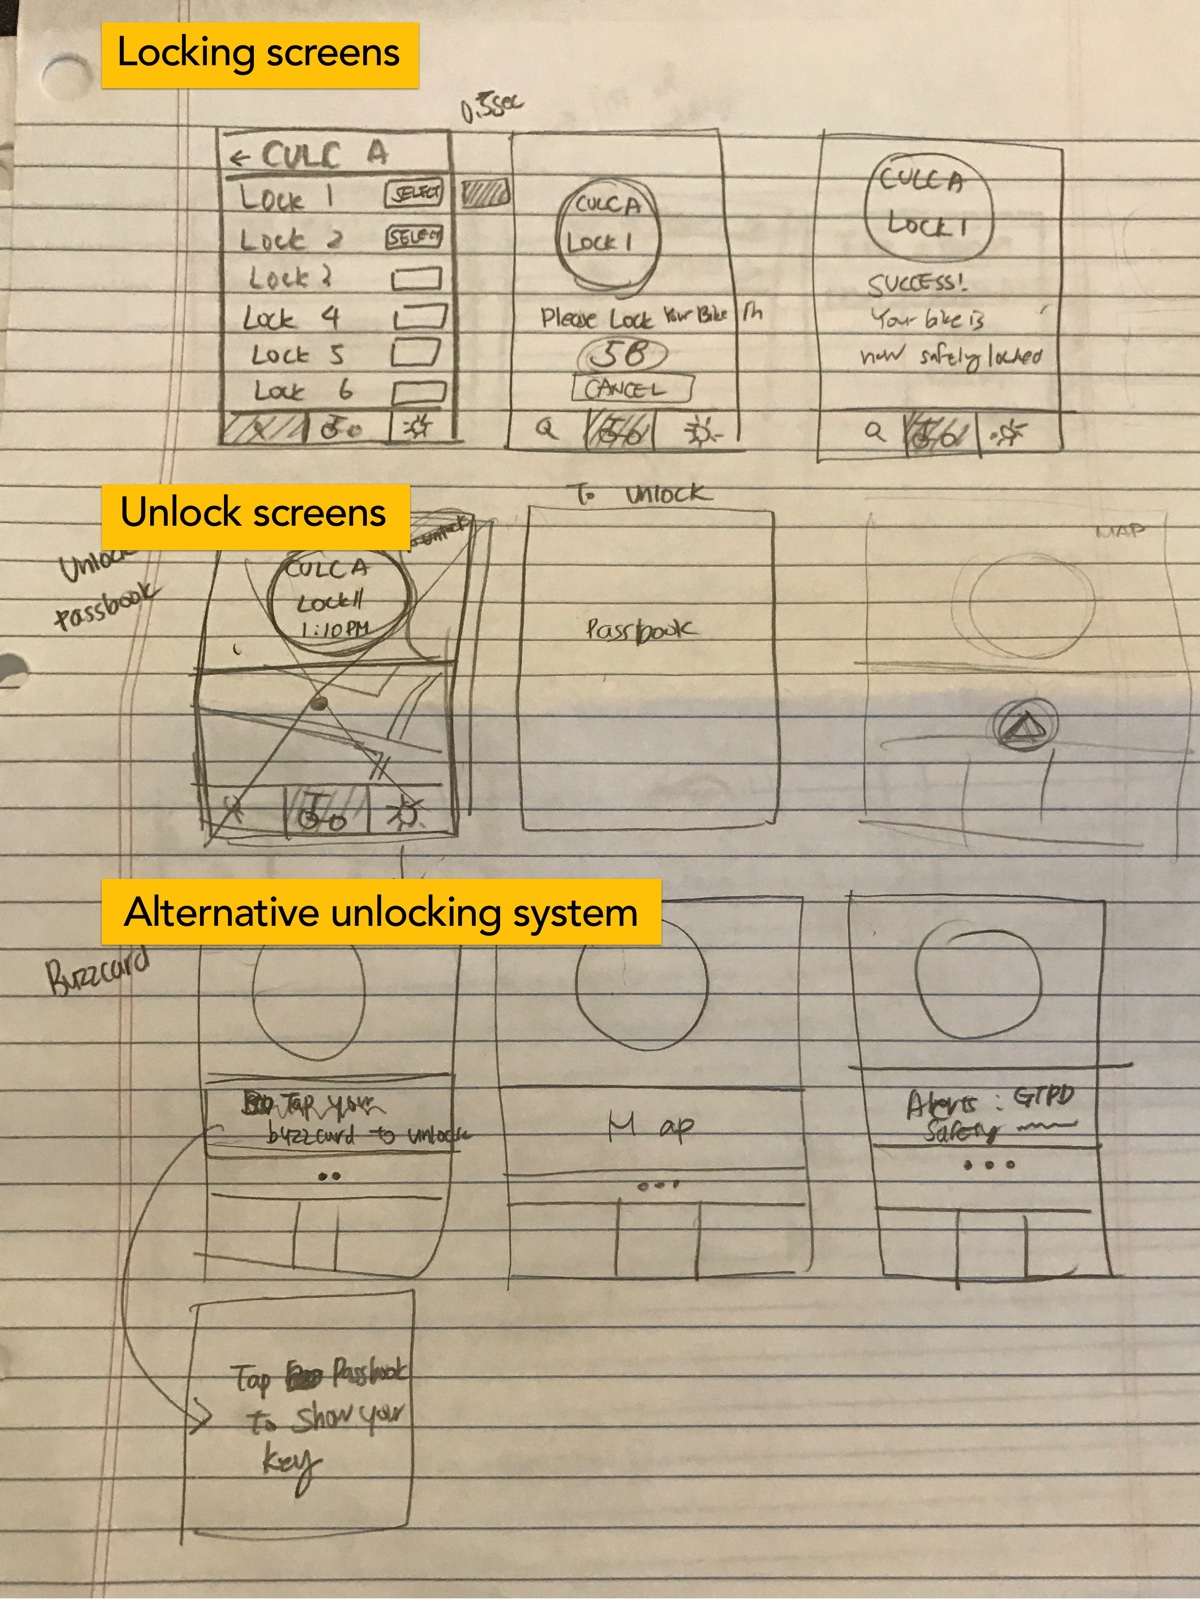 Locking screens
0.5sec
← CULC A
Lock 1 SELECT
Lock 2 SELECT
Lock 3
Lock 4
Lock 5
Lock 6
CULC A
Lock 1
Please Lock Your Bike In
58
CANCEL
CULC A
Lock 1
SUCCESS!
Your bike is
now safely locked
Unlock screens
Unlock
Passbook
CULC A
Lock 11
1:10PM
To unlock
Passbook
MAP
Alternative unlocking system
Buzzcard
Tap your
buzzcard to unlock
Map
Alerts: GTPD
Safety
Tap Passbook
to show your
key